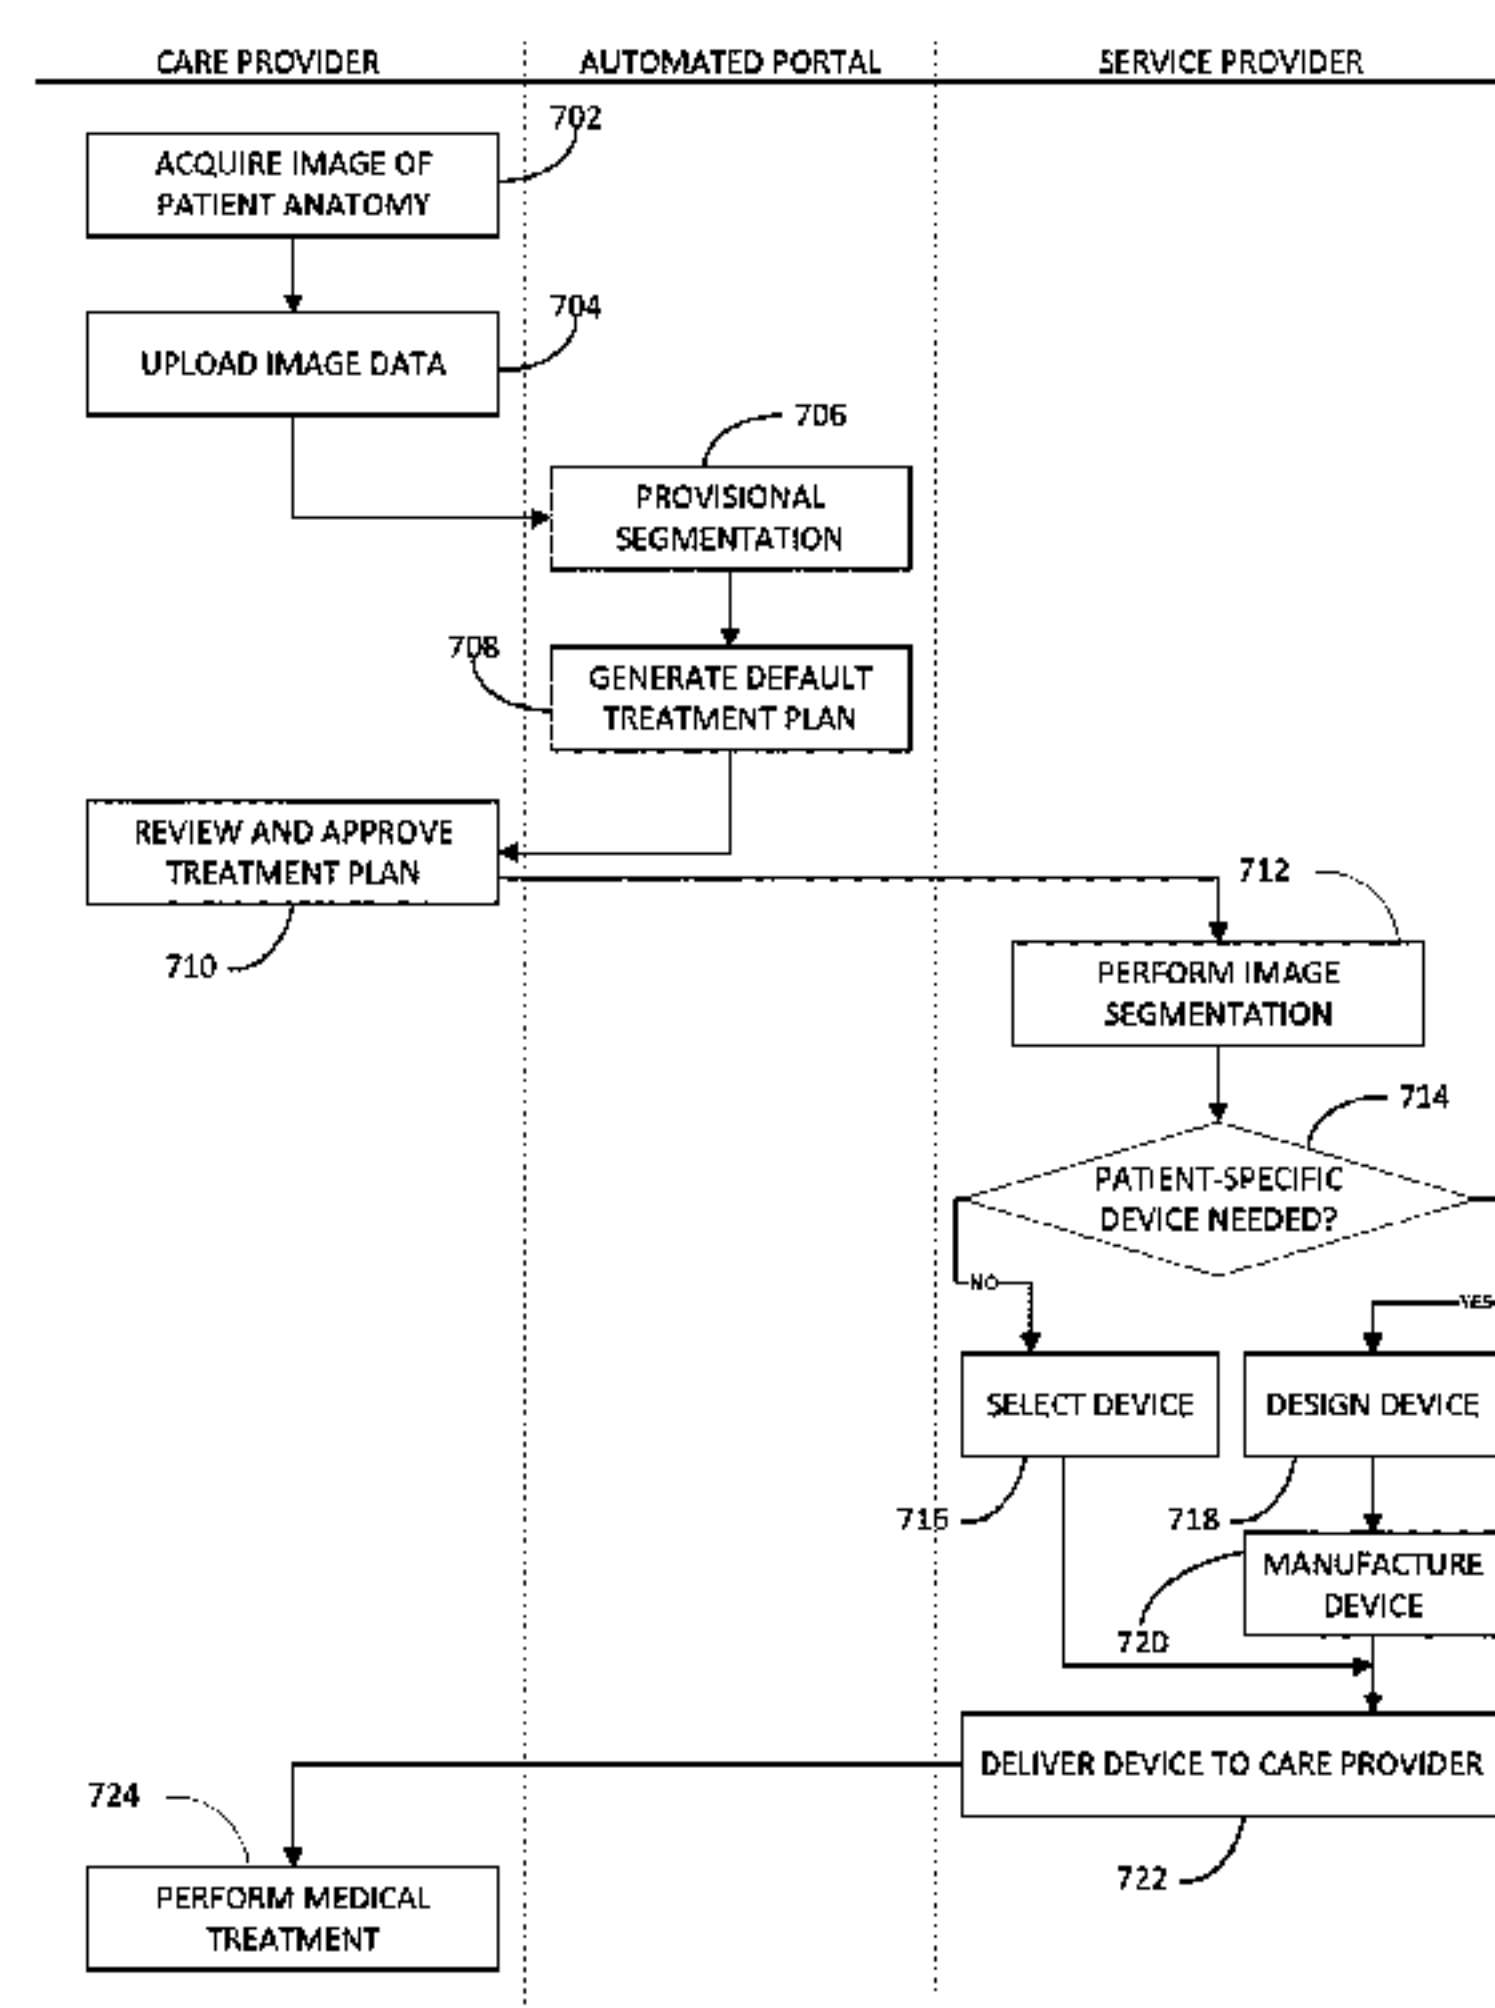 CARE PROVIDER
AUTOMATED PORTAL
SERVICE PROVIDER
702
ACQUIRE IMAGE OF
PATIENT ANATOMY
704
UPLOAD IMAGE DATA
706
PROVISIONAL
SEGMENTATION
708
GENERATE DEFAULT
TREATMENT PLAN
REVIEW AND APPROVE
TREATMENT PLAN
710
712
PERFORM IMAGE
SEGMENTATION
714
PATIENT-SPECIFIC
DEVICE NEEDED?
NO
YES
SELECT DEVICE
DESIGN DEVICE
716
718
MANUFACTURE
DEVICE
720
DELIVER DEVICE TO CARE PROVIDER
722
724
PERFORM MEDICAL
TREATMENT